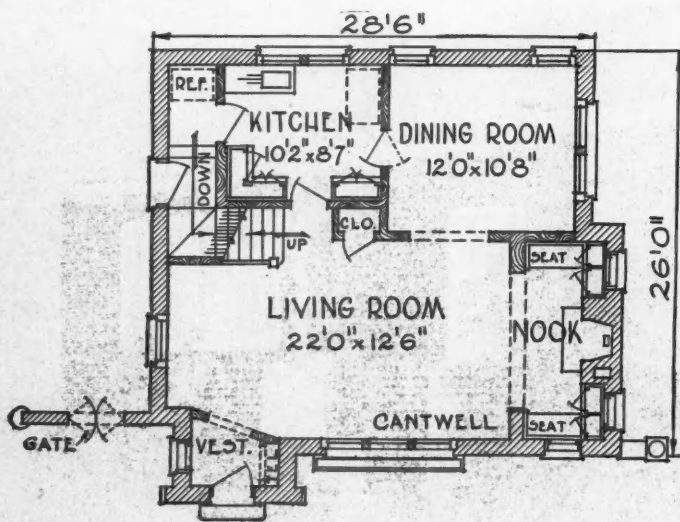 28'6"
REF.
KITCHEN
10'2"x8'7"
DINING ROOM
12'0"x10'8"
DOWN
UP
CLO.
SEAT
26'0"
LIVING ROOM
22'0"x12'6"
NOOK
CANTWELL
SEAT
GATE
VEST.